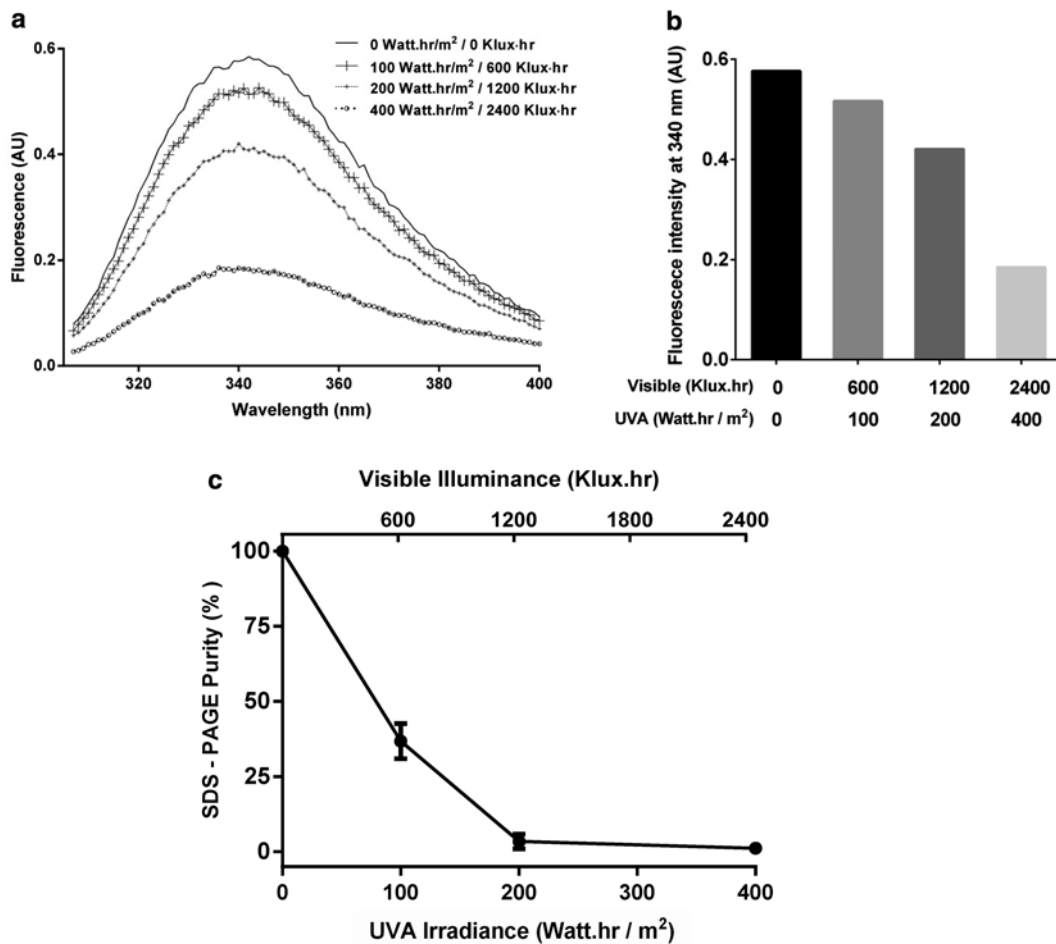 a
0 Watt.hr/m² / 0 Klux·hr
100 Watt.hr/m² / 600 Klux·hr
200 Watt.hr/m² / 1200 Klux·hr
400 Watt.hr/m² / 2400 Klux·hr
Fluorescence (AU)
0.6
0.4
0.2
0.0
320 340 360 380 400
Wavelength (nm)
b
Fluorescece intensity at 340 nm (AU)
0.6
0.4
0.2
0.0
Visible (Klux.hr) 0 600 1200 2400
UVA (Watt.hr / m²) 0 100 200 400
c
Visible Illuminance (Klux.hr)
600 1200 1800 2400
SDS - PAGE Purity (% )
100
75
50
25
0
0 100 200 300 400
UVA Irradiance (Watt.hr / m²)